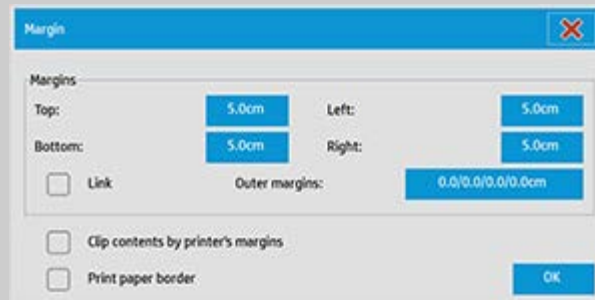 Margin
Margins
Top: 5.0cm Left: 5.0cm
Bottom: 5.0cm Right: 5.0cm
Link Outer margins: 0.0/0.0/0.0/0.0cm
Clip contents by printer's margins
Print paper border OK